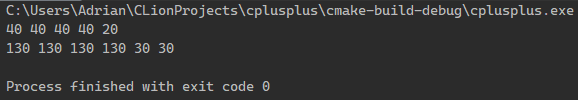 C:\Users\Adrian\CLionProjects\cplusplus\cmake-build-debug\cplusplus.exe
40 40 40 40 20
130 130 130 130 30 30
Process finished with exit code 0